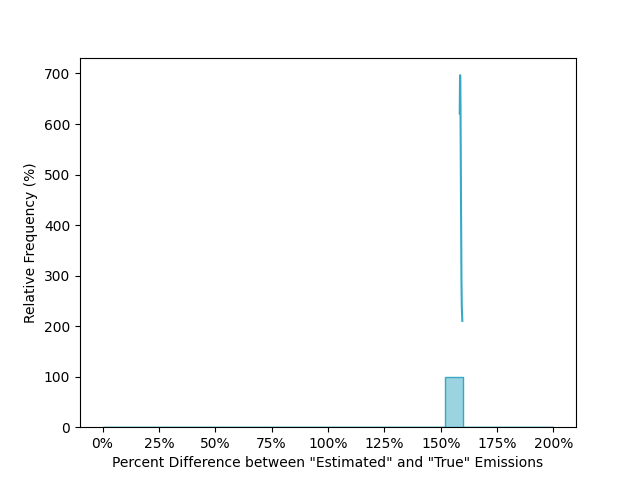 700
600
500
400
300
200
100
0
Relative Frequency (%)
0% 25% 50% 75% 100% 125% 150% 175% 200%
Percent Difference between "Estimated" and "True" Emissions